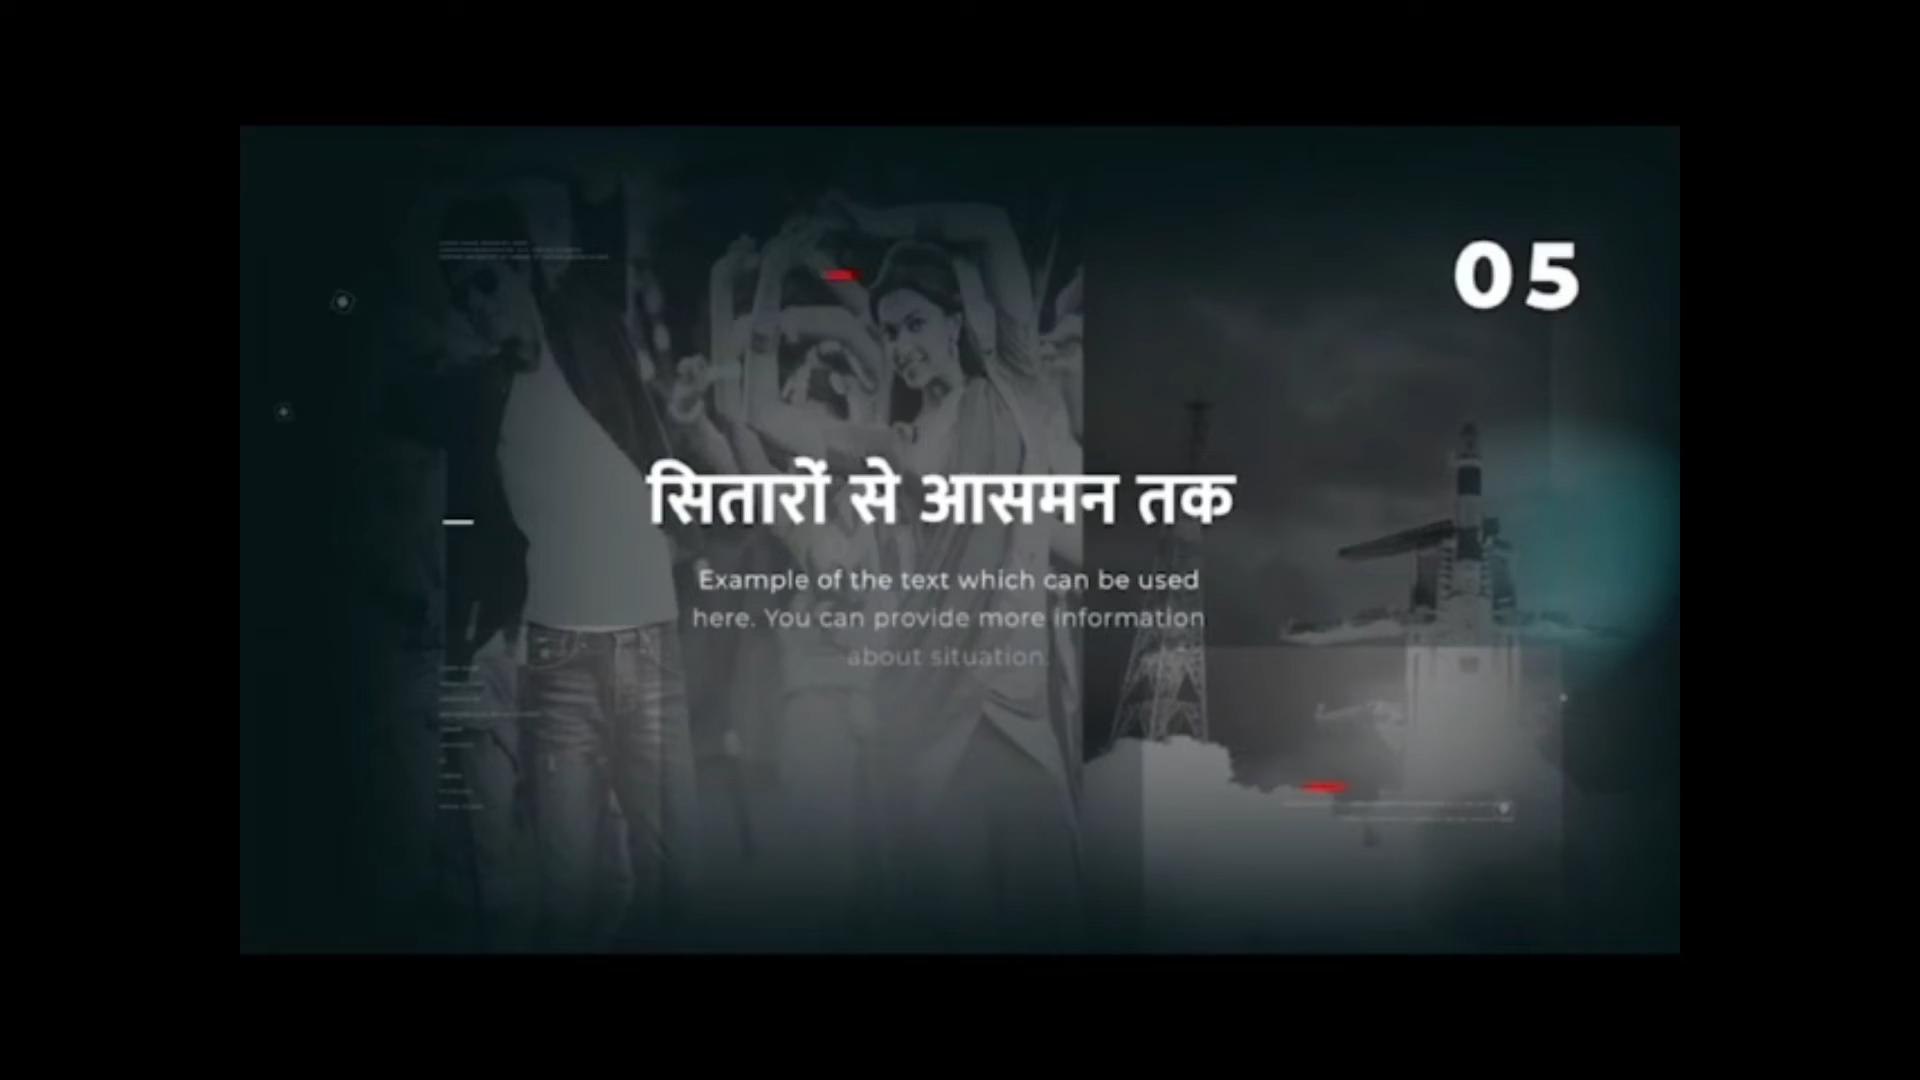 05
सितारों से आसमन तक
Example of the text which can be used
here. You can provide more information
about situation.